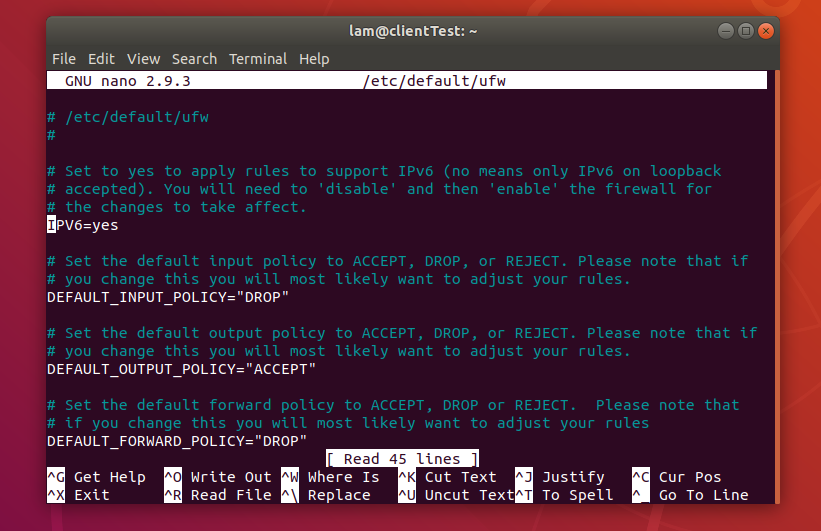 lam@clientTest: ~
File Edit View Search Terminal Help
GNU nano 2.9.3 /etc/default/ufw
# /etc/default/ufw
#
# Set to yes to apply rules to support IPv6 (no means only IPv6 on loopback
# accepted). You will need to 'disable' and then 'enable' the firewall for
# the changes to take affect.
IPV6=yes
# Set the default input policy to ACCEPT, DROP, or REJECT. Please note that if
# you change this you will most likely want to adjust your rules.
DEFAULT_INPUT_POLICY="DROP"
# Set the default output policy to ACCEPT, DROP, or REJECT. Please note that if
# you change this you will most likely want to adjust your rules.
DEFAULT_OUTPUT_POLICY="ACCEPT"
# Set the default forward policy to ACCEPT, DROP or REJECT.  Please note that
# if you change this you will most likely want to adjust your rules
DEFAULT_FORWARD_POLICY="DROP"
[ Read 45 lines ]
^G Get Help ^O Write Out ^W Where Is ^K Cut Text ^J Justify ^C Cur Pos
^X Exit ^R Read File ^\ Replace ^U Uncut Text ^T To Spell ^_ Go To Line